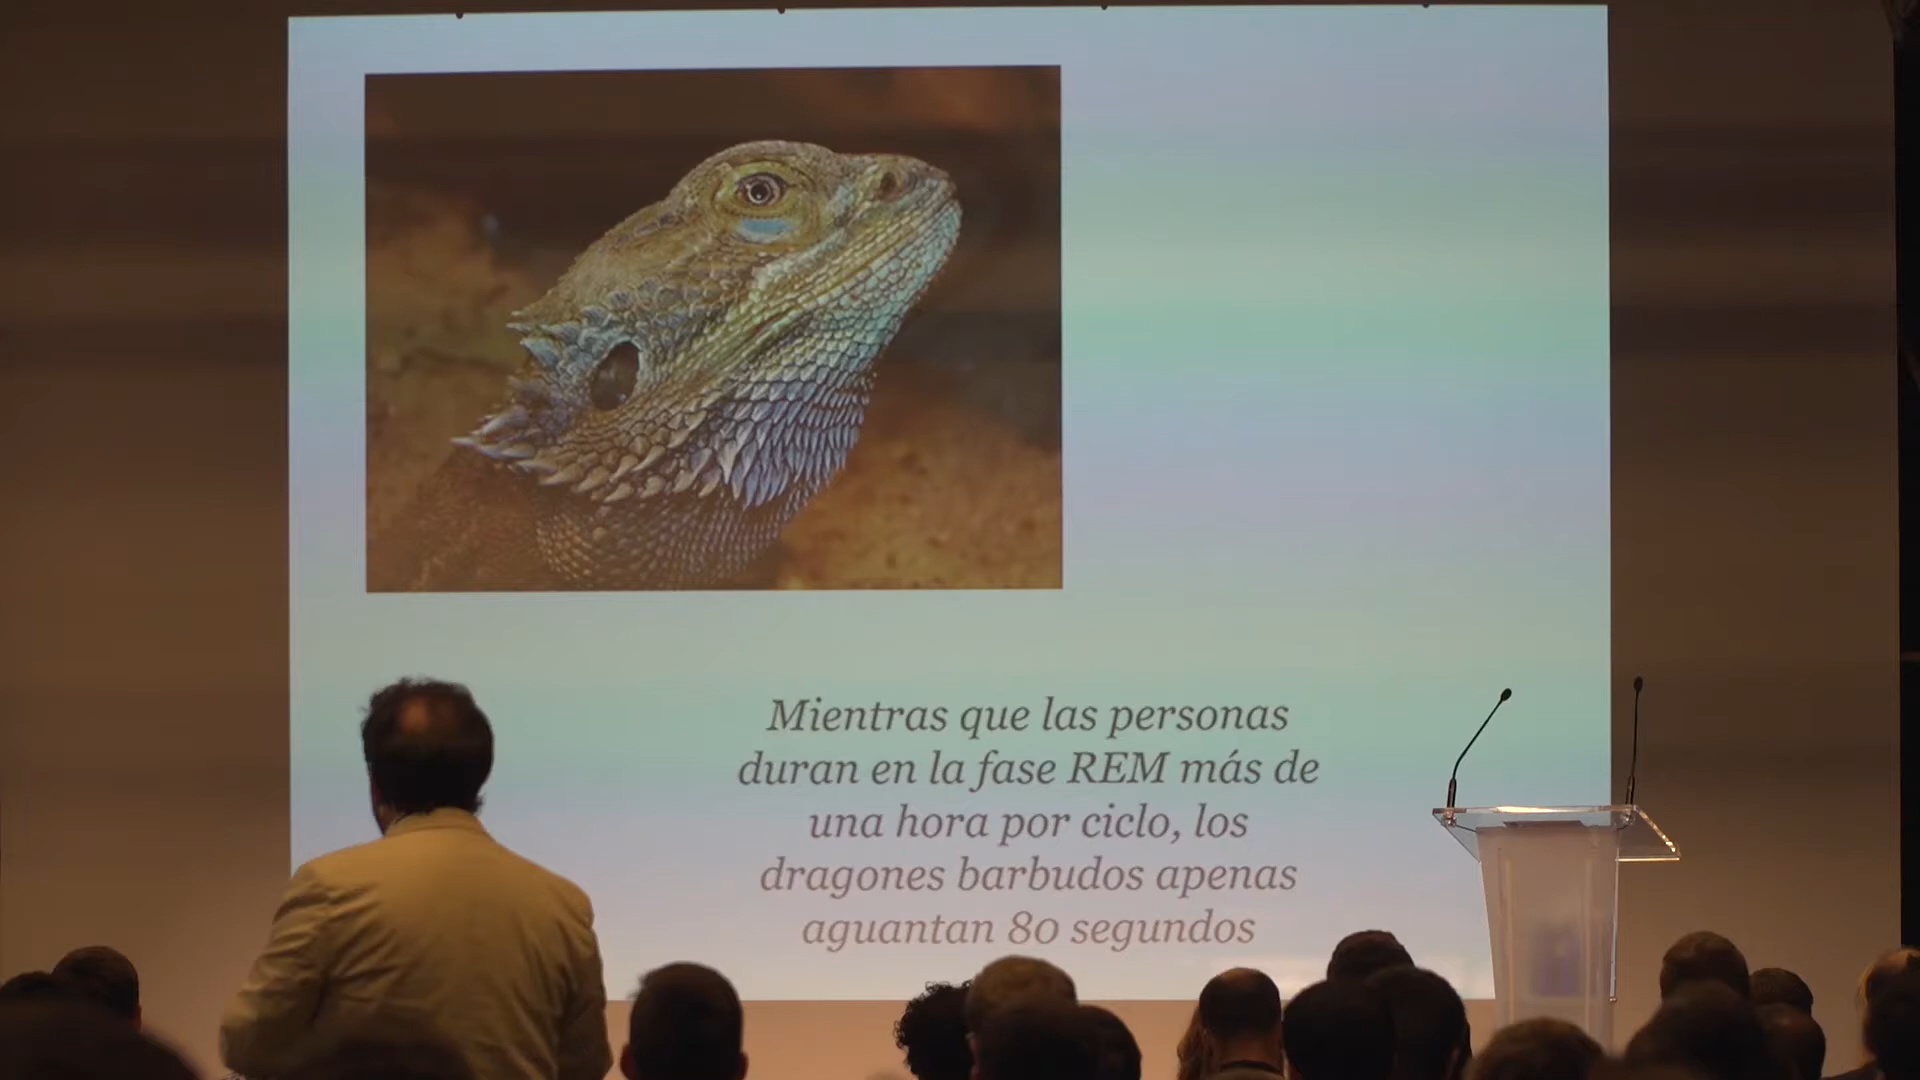 Mientras que las personas
duran en la fase REM más de
una hora por ciclo, los
dragones barbudos apenas
aguantan 80 segundos